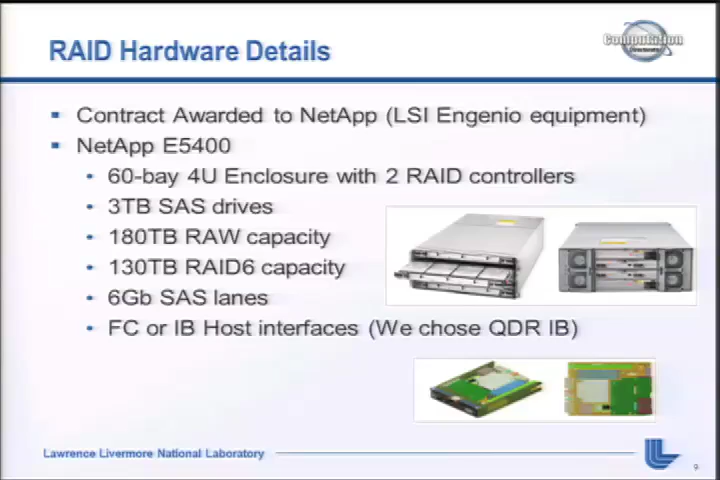 RAID Hardware Details
Computation
Directorate
Contract Awarded to NetApp (LSI Engenio equipment)
NetApp E5400
60-bay 4U Enclosure with 2 RAID controllers
3TB SAS drives
180TB RAW capacity
130TB RAID6 capacity
6Gb SAS lanes
FC or IB Host interfaces (We chose QDR IB)
Lawrence Livermore National Laboratory
9